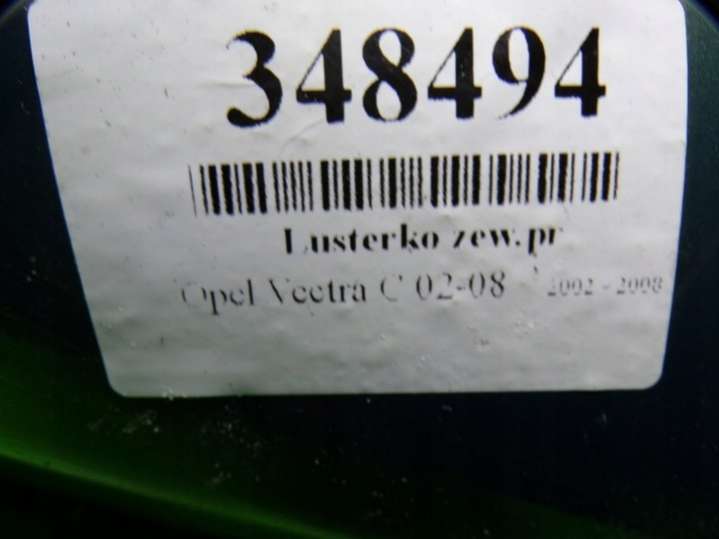 348494
Lusterko zew.pr
Opel Vectra C 02-08 2002 - 2008